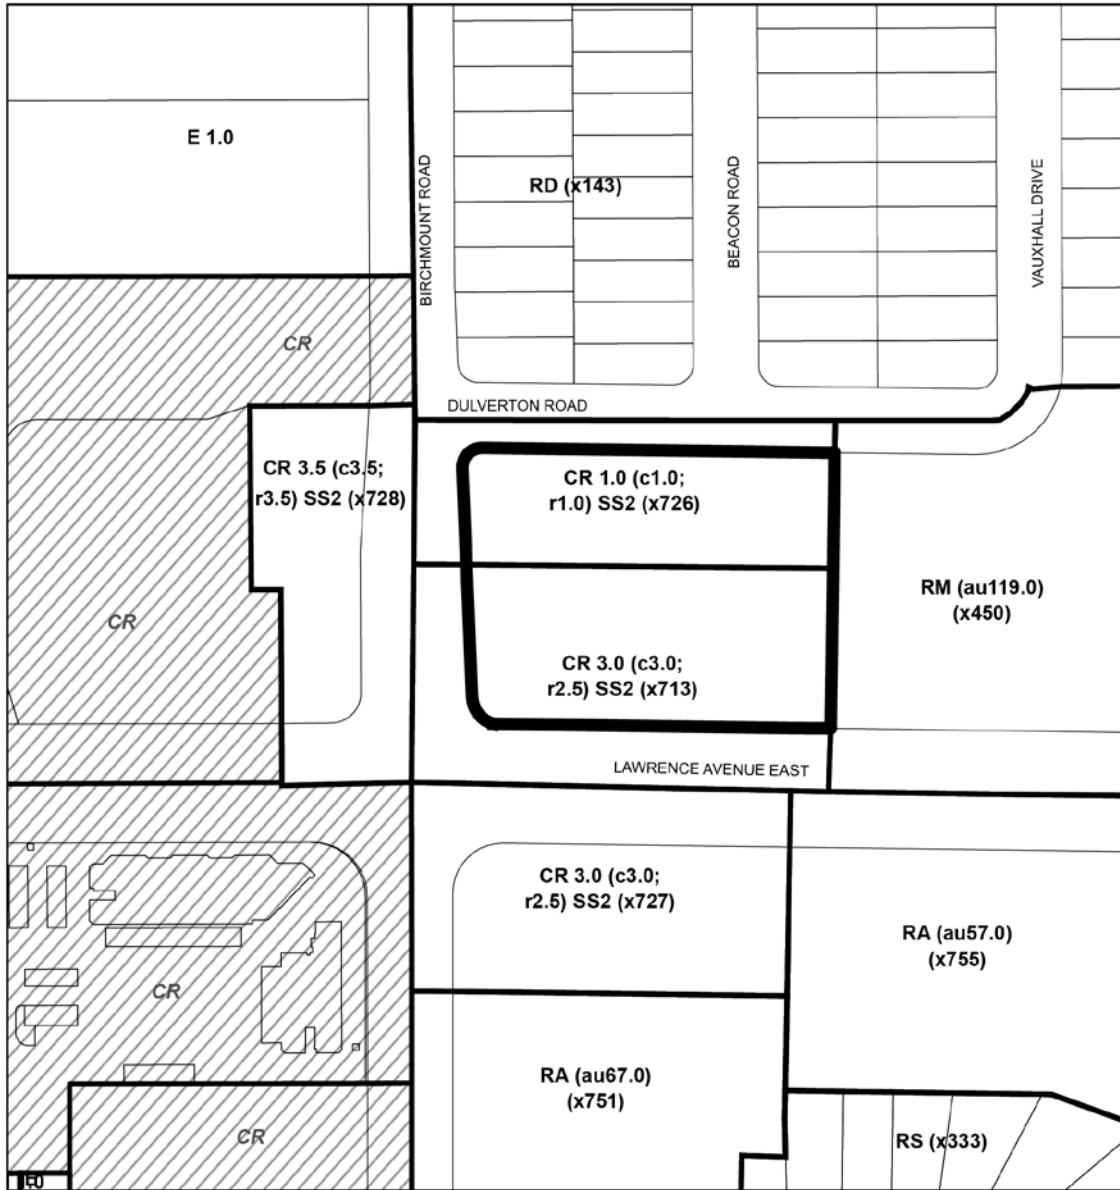 E 1.0
RD (x143)
BIRCHMOUNT ROAD
BEACON ROAD
VAUXHALL DRIVE
CR
DULVERTON ROAD
CR 3.5 (c3.5;
r3.5) SS2 (x728)
CR 1.0 (c1.0;
r1.0) SS2 (x726)
RM (au119.0)
(x450)
CR
CR 3.0 (c3.0;
r2.5) SS2 (x713)
LAWRENCE AVENUE EAST
CR 3.0 (c3.0;
r2.5) SS2 (x727)
RA (au57.0)
(x755)
CR
RA (au67.0)
(x751)
CR
RS (x333)